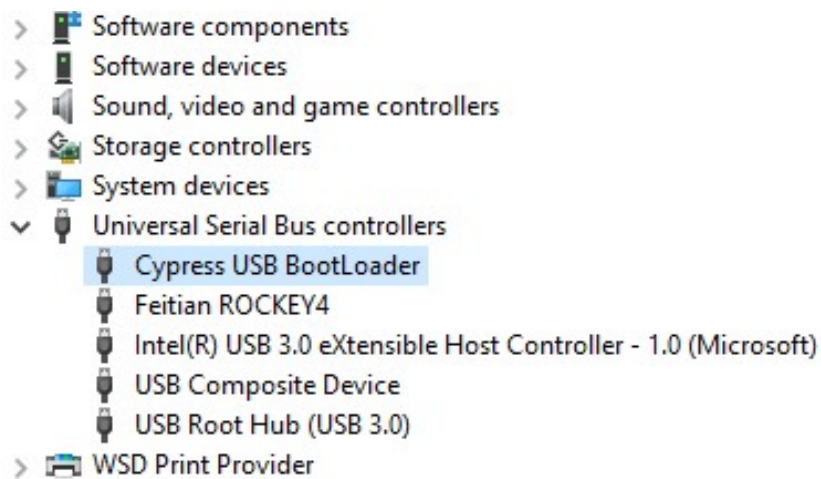 Software components
Software devices
Sound, video and game controllers
Storage controllers
System devices
Universal Serial Bus controllers
Cypress USB BootLoader
Feitian ROCKEY4
Intel(R) USB 3.0 eXtensible Host Controller - 1.0 (Microsoft)
USB Composite Device
USB Root Hub (USB 3.0)
WSD Print Provider